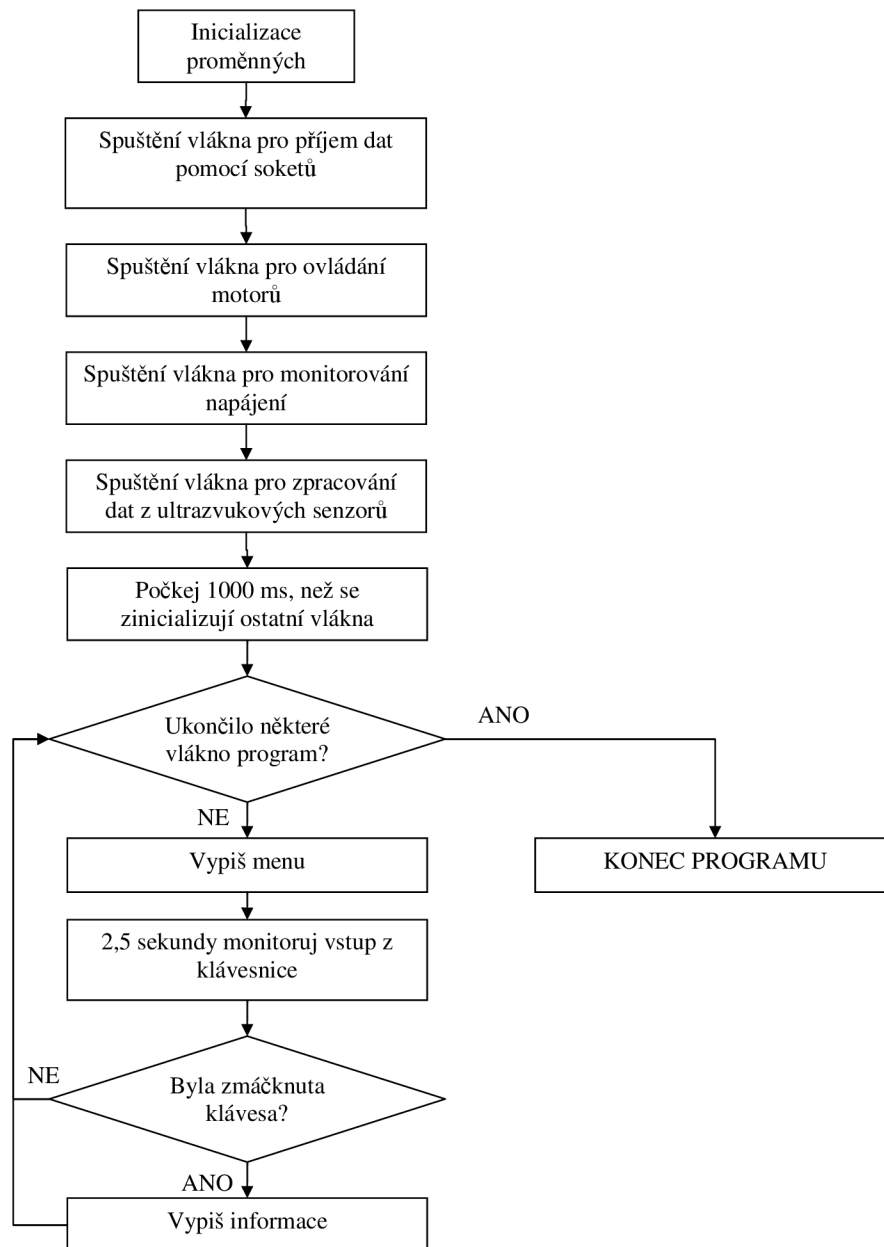 Inicializace
proměnných
Spuštění vlákna pro příjem dat
pomocí soketů
Spuštění vlákna pro ovládání
motorů
Spuštění vlákna pro monitorování
napájení
Spuštění vlákna pro zpracování
dat z ultrazvukových senzorů
Počkej 1000 ms, než se
zinicializují ostatní vlákna
Ukončilo některé
vlákno program?
ANO
NE
Vypiš menu
KONEC PROGRAMU
2,5 sekundy monitoruj vstup z
klávesnice
NE
Byla zmáčknuta
klávesa?
ANO
Vypiš informace